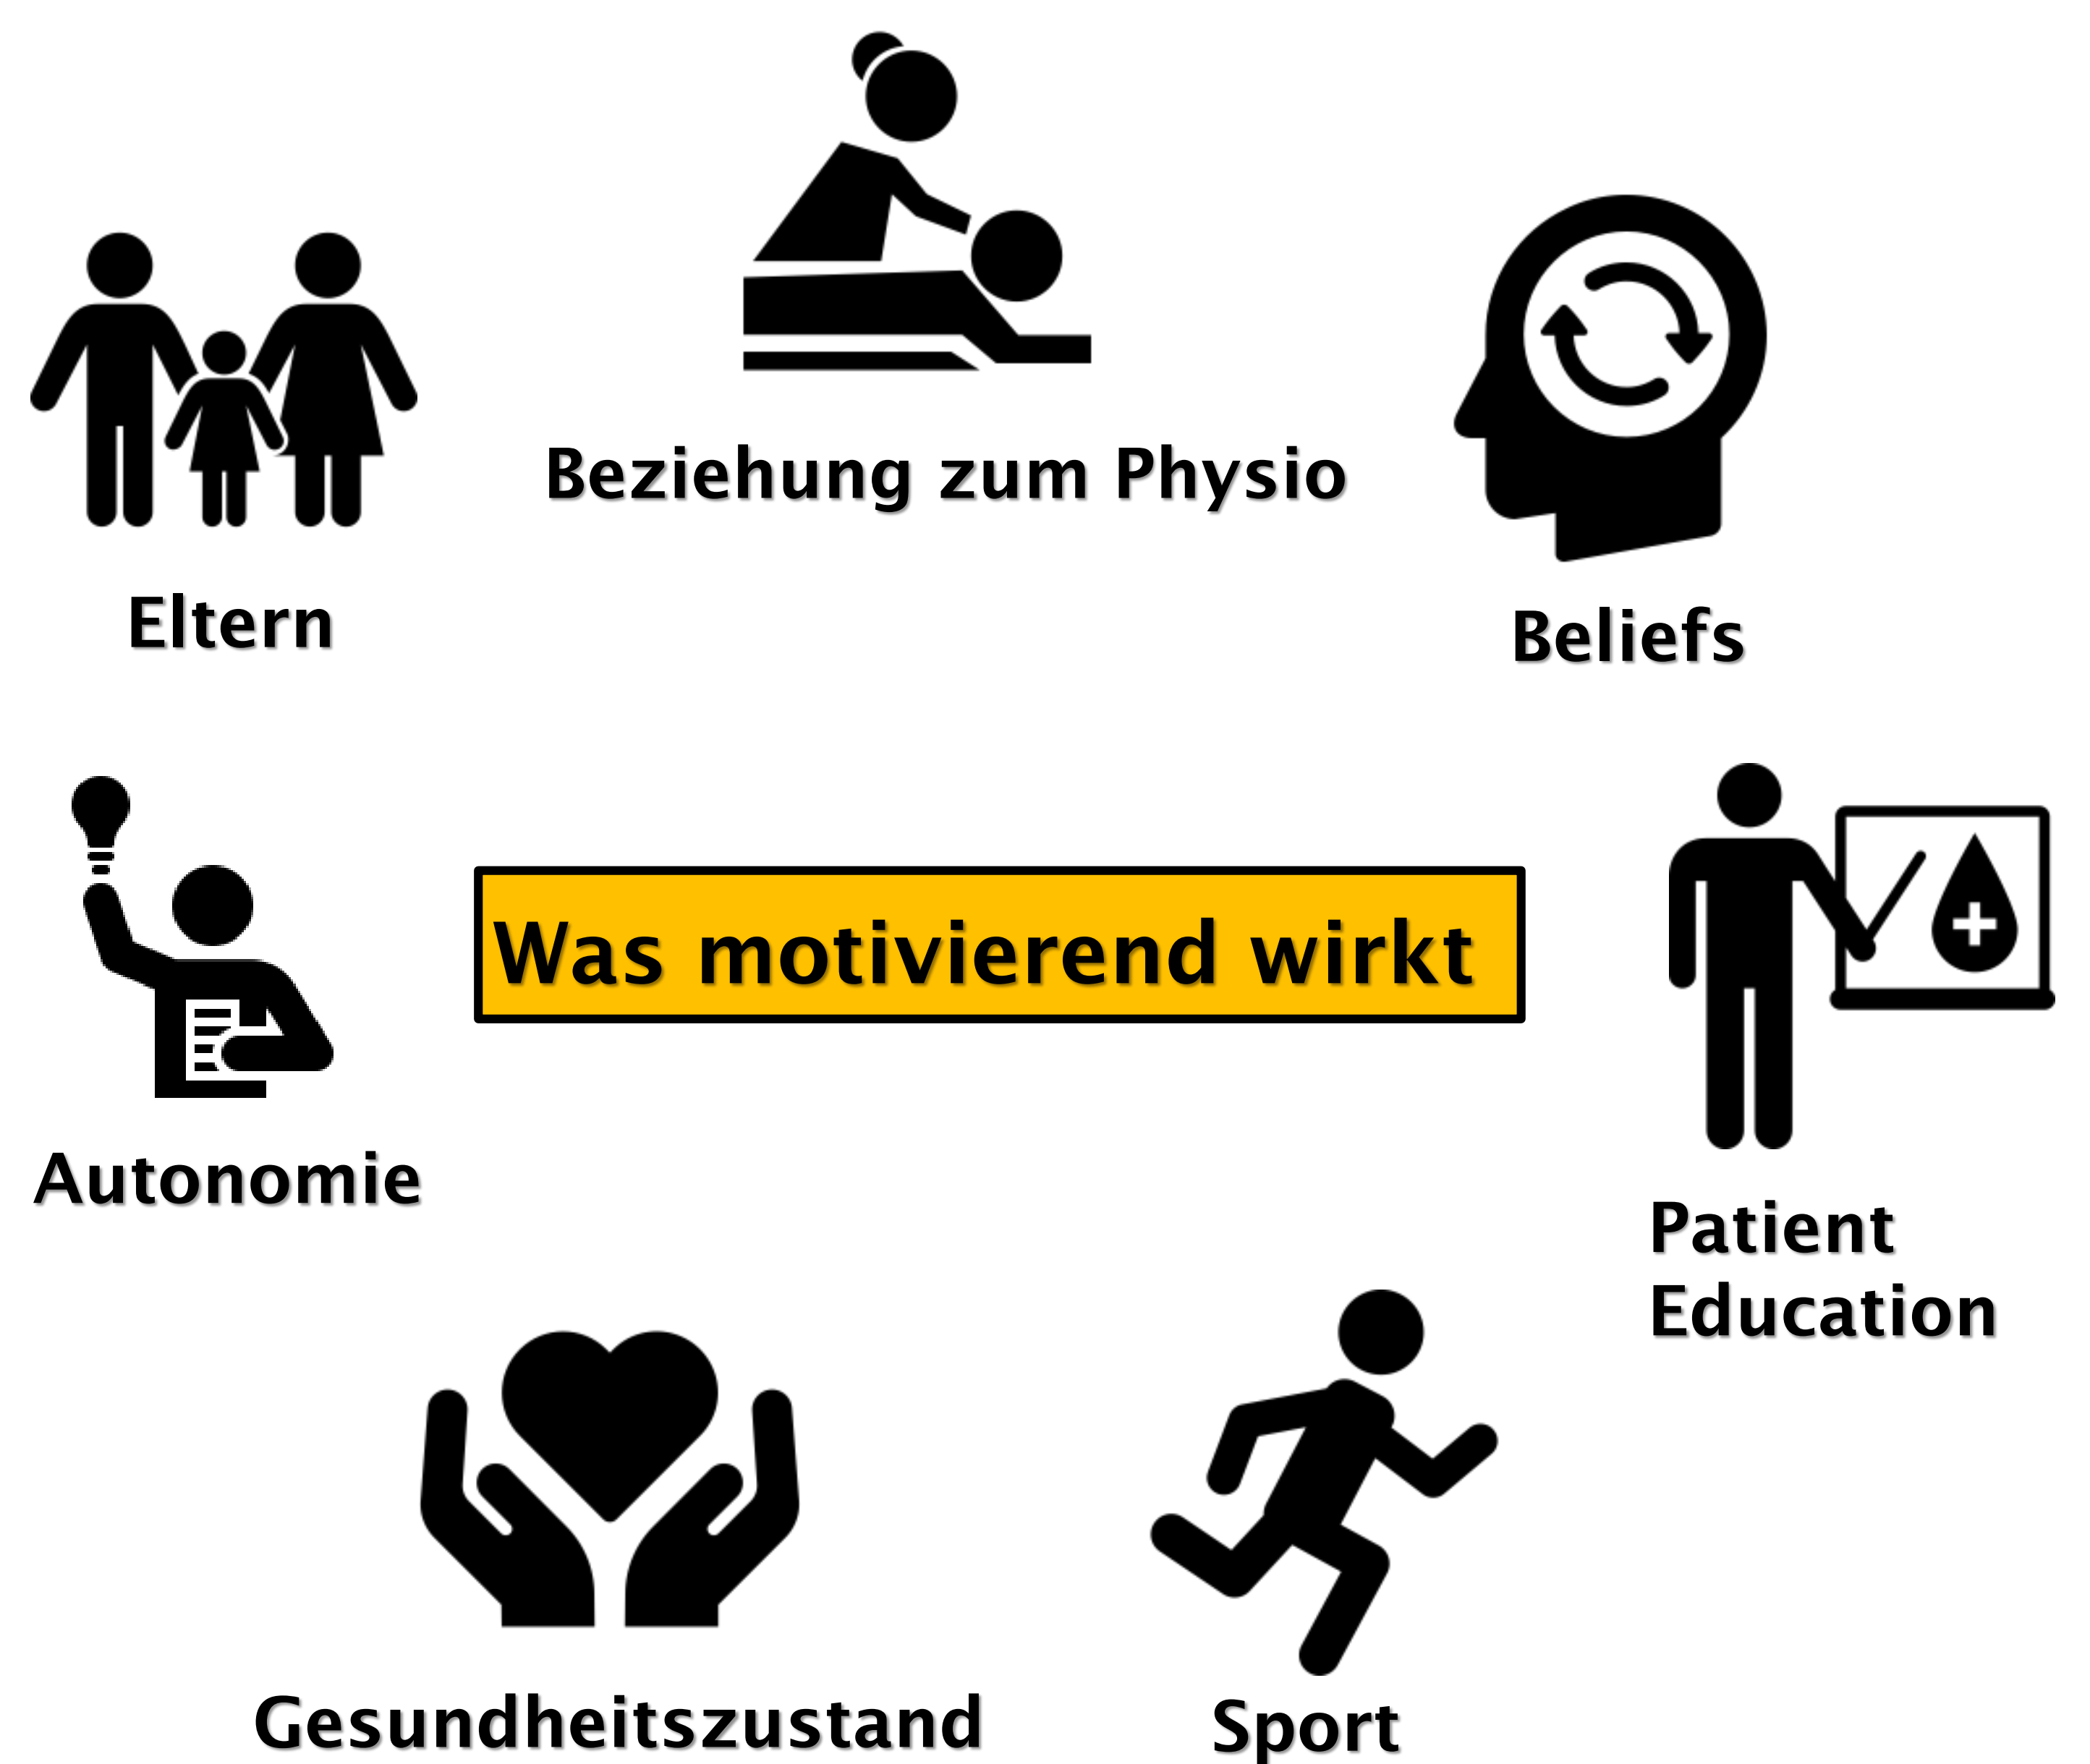 Beziehung zum Physio
Eltern
Beliefs
Was motivierend wirkt
Autonomie
Patient
Education
Gesundheitszustand
Sport